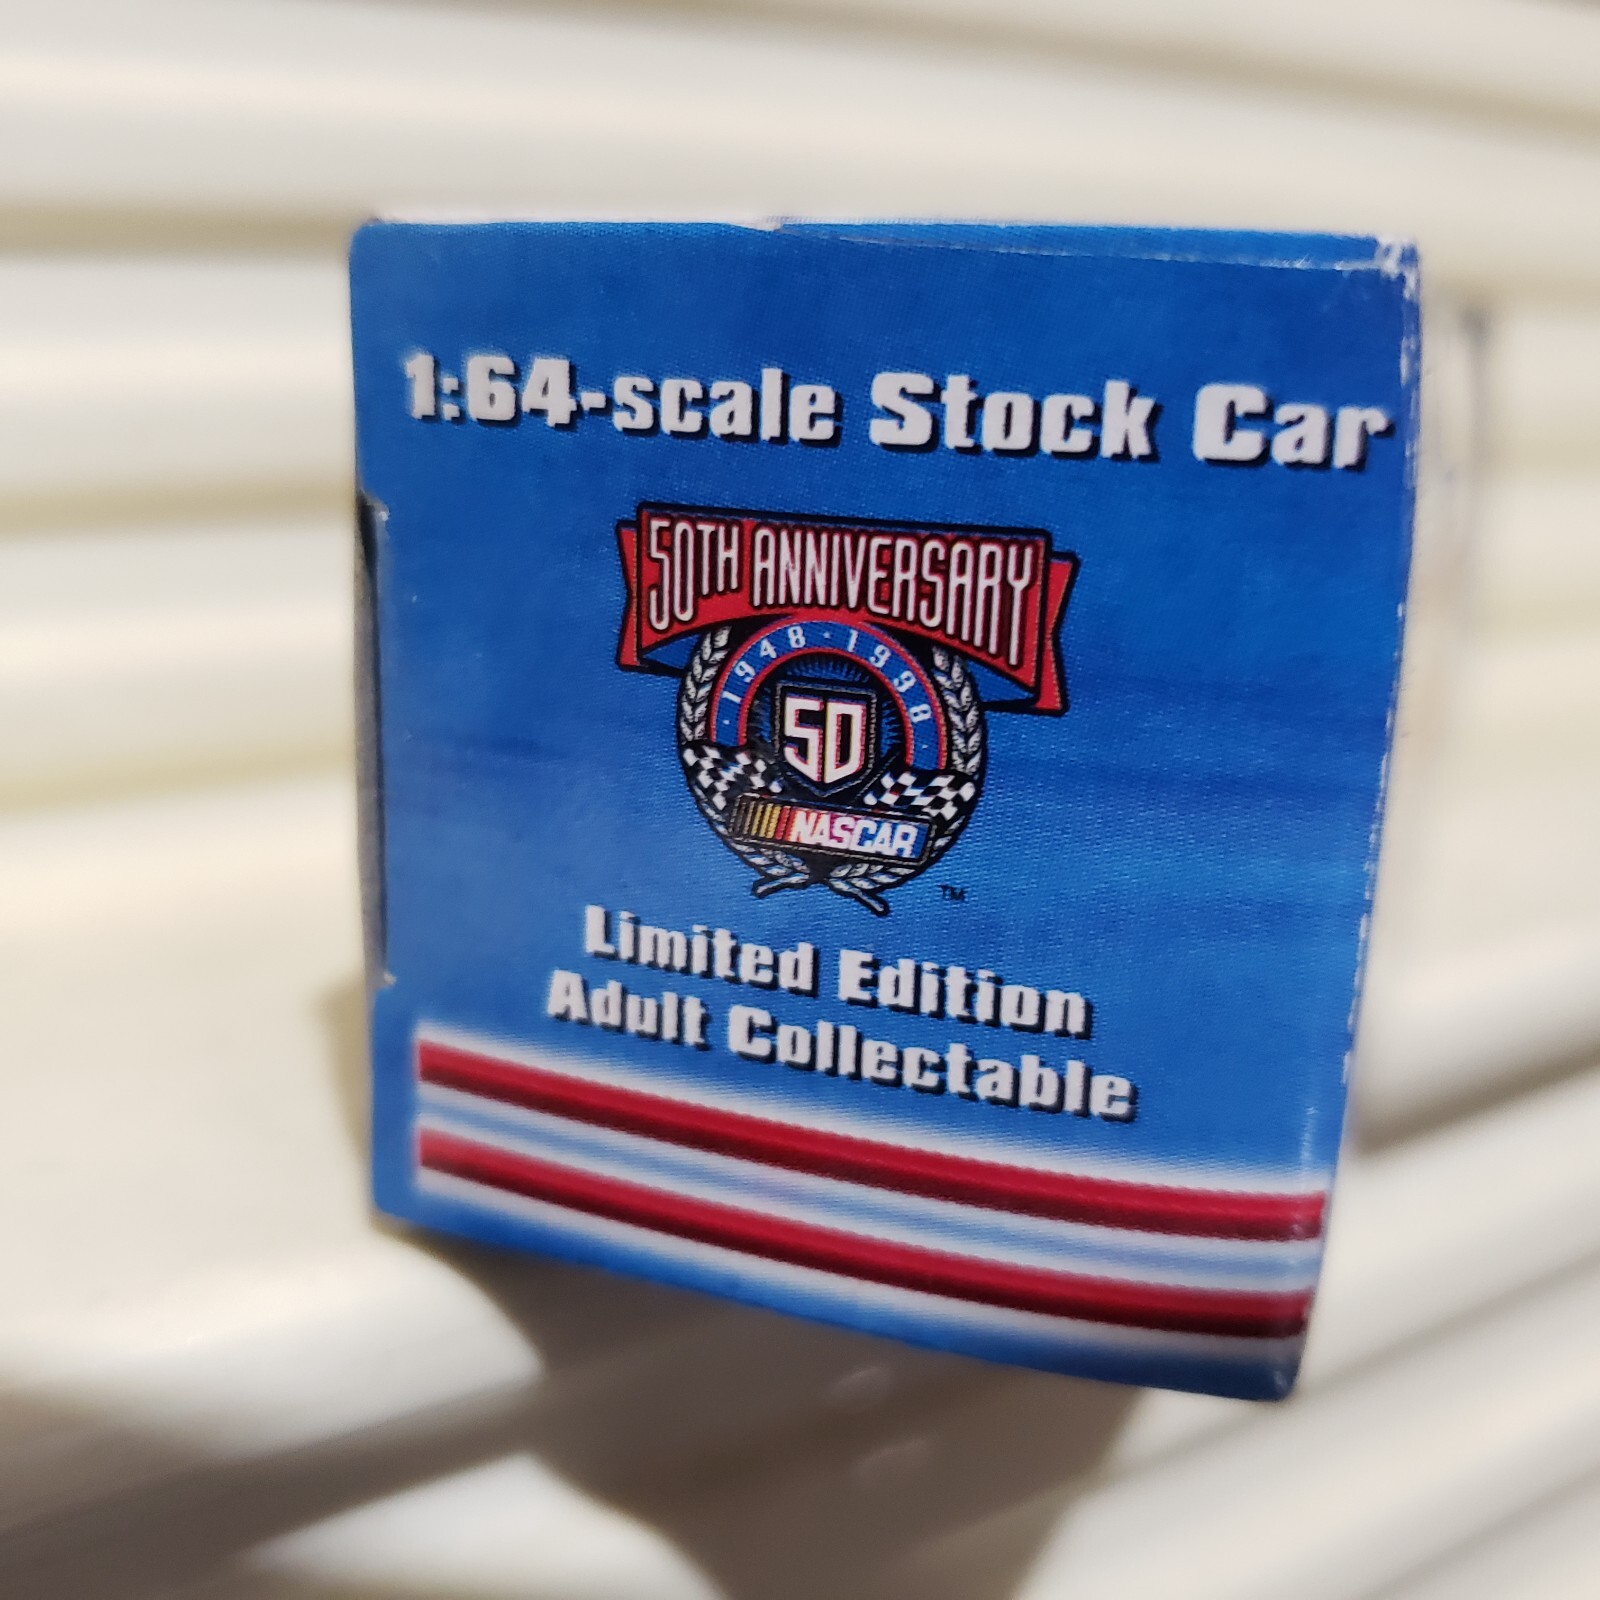 1:64-scale Stock Car
50TH ANNIVERSARY
· 1948 · 1998 ·
50
NASCAR
TM
Limited Edition
Adult Collectable